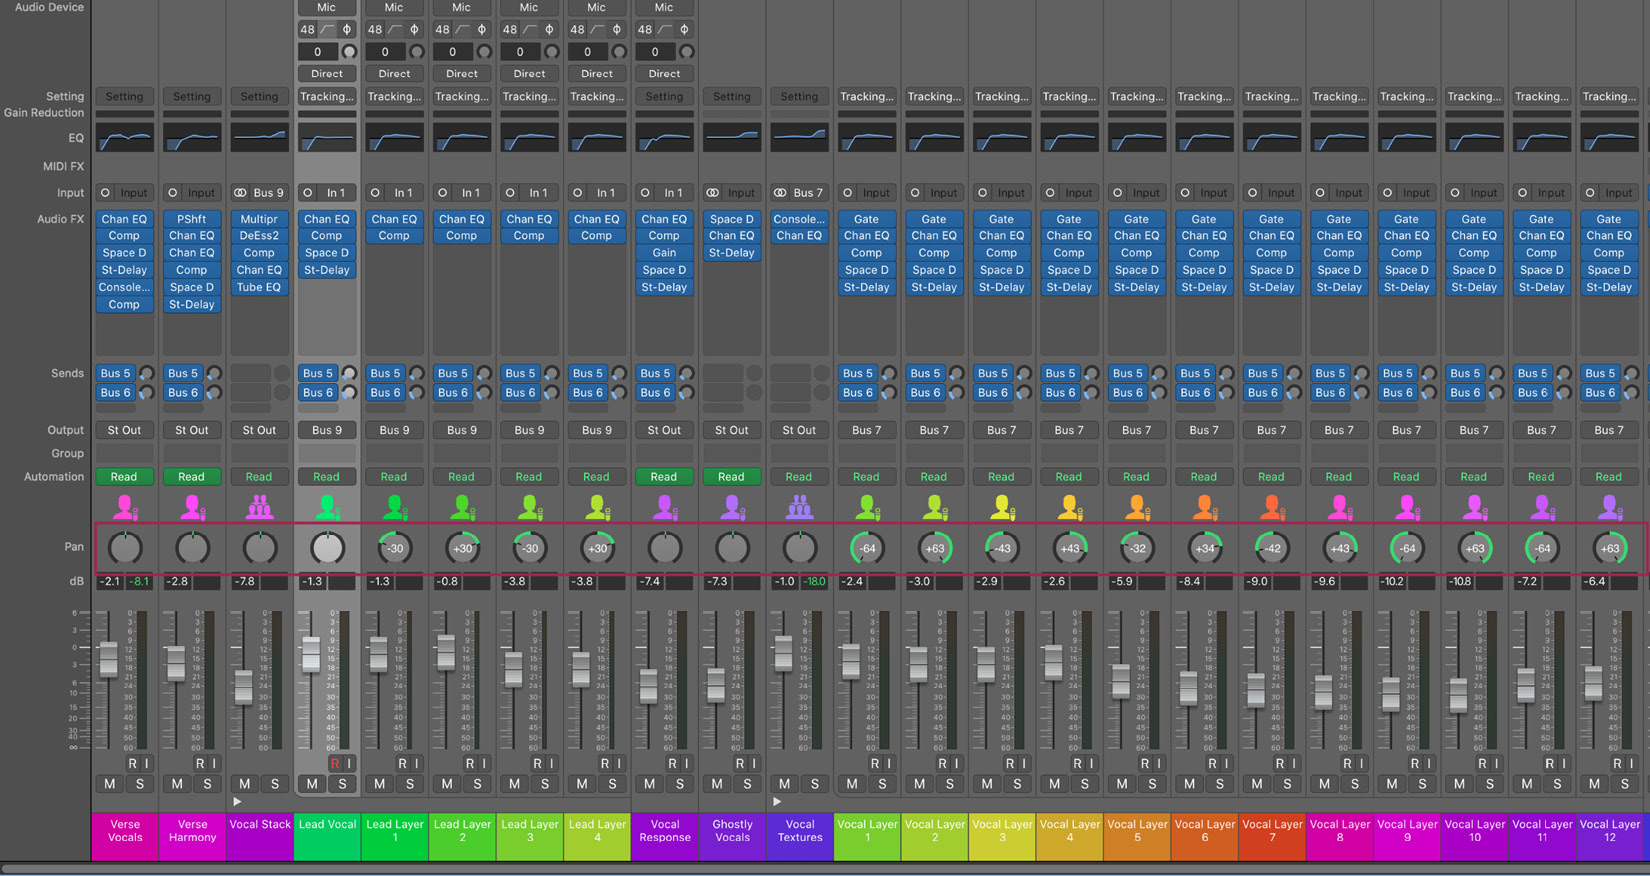 Audio Device Mic Mic Mic Mic Mic Mic
48 48 48 48 48 48
0 0 0 0 0 0
Direct Direct Direct Direct Direct Direct
Setting Setting Setting Setting Tracking... Tracking... Tracking... Tracking... Tracking... Setting Setting Setting Tracking... Tracking... Tracking... Tracking... Tracking... Tracking... Tracking... Tracking... Tracking... Tracking... Tracking... Tracking...
Gain Reduction
EQ
MIDI FX
Input Input Input Bus 9 In 1 In 1 In 1 In 1 In 1 In 1 Input Bus 7 Input Input Input Input Input Input Input Input Input Input Input Input
Audio FX Chan EQ PShft Multipr Chan EQ Chan EQ Chan EQ Chan EQ Chan EQ Chan EQ Space D Console... Gate Gate Gate Gate Gate Gate Gate Gate Gate Gate Gate Gate
Comp Chan EQ DeEss2 Comp Comp Comp Comp Comp Comp Chan EQ Chan EQ Chan EQ Chan EQ Chan EQ Chan EQ Chan EQ Chan EQ Chan EQ Chan EQ Chan EQ Chan EQ Chan EQ Chan EQ
Space D Chan EQ Comp Space D Gain St-Delay Comp Comp Comp Comp Comp Comp Comp Comp Comp Comp Comp Comp
St-Delay Comp Chan EQ St-Delay Space D Space D Space D Space D Space D Space D Space D Space D Space D Space D Space D Space D Space D
Console... Space D Tube EQ St-Delay St-Delay St-Delay St-Delay St-Delay St-Delay St-Delay St-Delay St-Delay St-Delay St-Delay St-Delay St-Delay
Comp St-Delay
Sends Bus 5 Bus 5 Bus 5 Bus 5 Bus 5 Bus 5 Bus 5 Bus 5 Bus 5 Bus 5 Bus 5 Bus 5 Bus 5 Bus 5 Bus 5 Bus 5 Bus 5 Bus 5 Bus 5 Bus 5
Bus 6 Bus 6 Bus 6 Bus 6 Bus 6 Bus 6 Bus 6 Bus 6 Bus 6 Bus 6 Bus 6 Bus 6 Bus 6 Bus 6 Bus 6 Bus 6 Bus 6 Bus 6 Bus 6 Bus 6
Output St Out St Out St Out Bus 9 Bus 9 Bus 9 Bus 9 Bus 9 St Out St Out St Out Bus 7 Bus 7 Bus 7 Bus 7 Bus 7 Bus 7 Bus 7 Bus 7 Bus 7 Bus 7 Bus 7 Bus 7
Group
Automation Read Read Read Read Read Read Read Read Read Read Read Read Read Read Read Read Read Read Read Read Read Read Read
Pan -30 +30 -30 +30 -64 +63 -43 +43 -32 +34 -42 +43 -64 +63 -64 +63
dB -2.1 -8.1 -2.8 -7.8 -1.3 -1.3 -0.8 -3.8 -3.8 -7.4 -7.3 -1.0 -18.0 -2.4 -3.0 -2.9 -2.6 -5.9 -8.4 -9.0 -9.6 -10.2 -10.8 -7.2 -6.4
R I R I R I R I R I R I R I R I R I R I R I R I R I R I R I R I R I R I R I R I R I
M S M S M S M S M S M S M S M S M S M S M S M S M S M S M S M S M S M S M S M S M S M S M S
Verse Verse Vocal Stack Lead Vocal Lead Layer Lead Layer Lead Layer Lead Layer Vocal Ghostly Vocal Vocal Layer Vocal Layer Vocal Layer Vocal Layer Vocal Layer Vocal Layer Vocal Layer Vocal Layer Vocal Layer Vocal Layer Vocal Layer Vocal Layer
Vocals Harmony 1 2 3 4 Response Vocals Textures 1 2 3 4 5 6 7 8 9 10 11 12